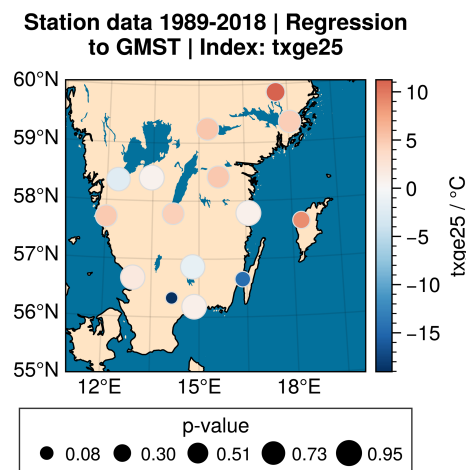 Station data 1989-2018 | Regression
to GMST | Index: txge25
60°N
59°N
58°N
57°N
56°N
55°N
12°E
15°E
18°E
10
5
0
−5
−10
−15
txge25 / °C
p-value
0.08
0.30
0.51
0.73
0.95